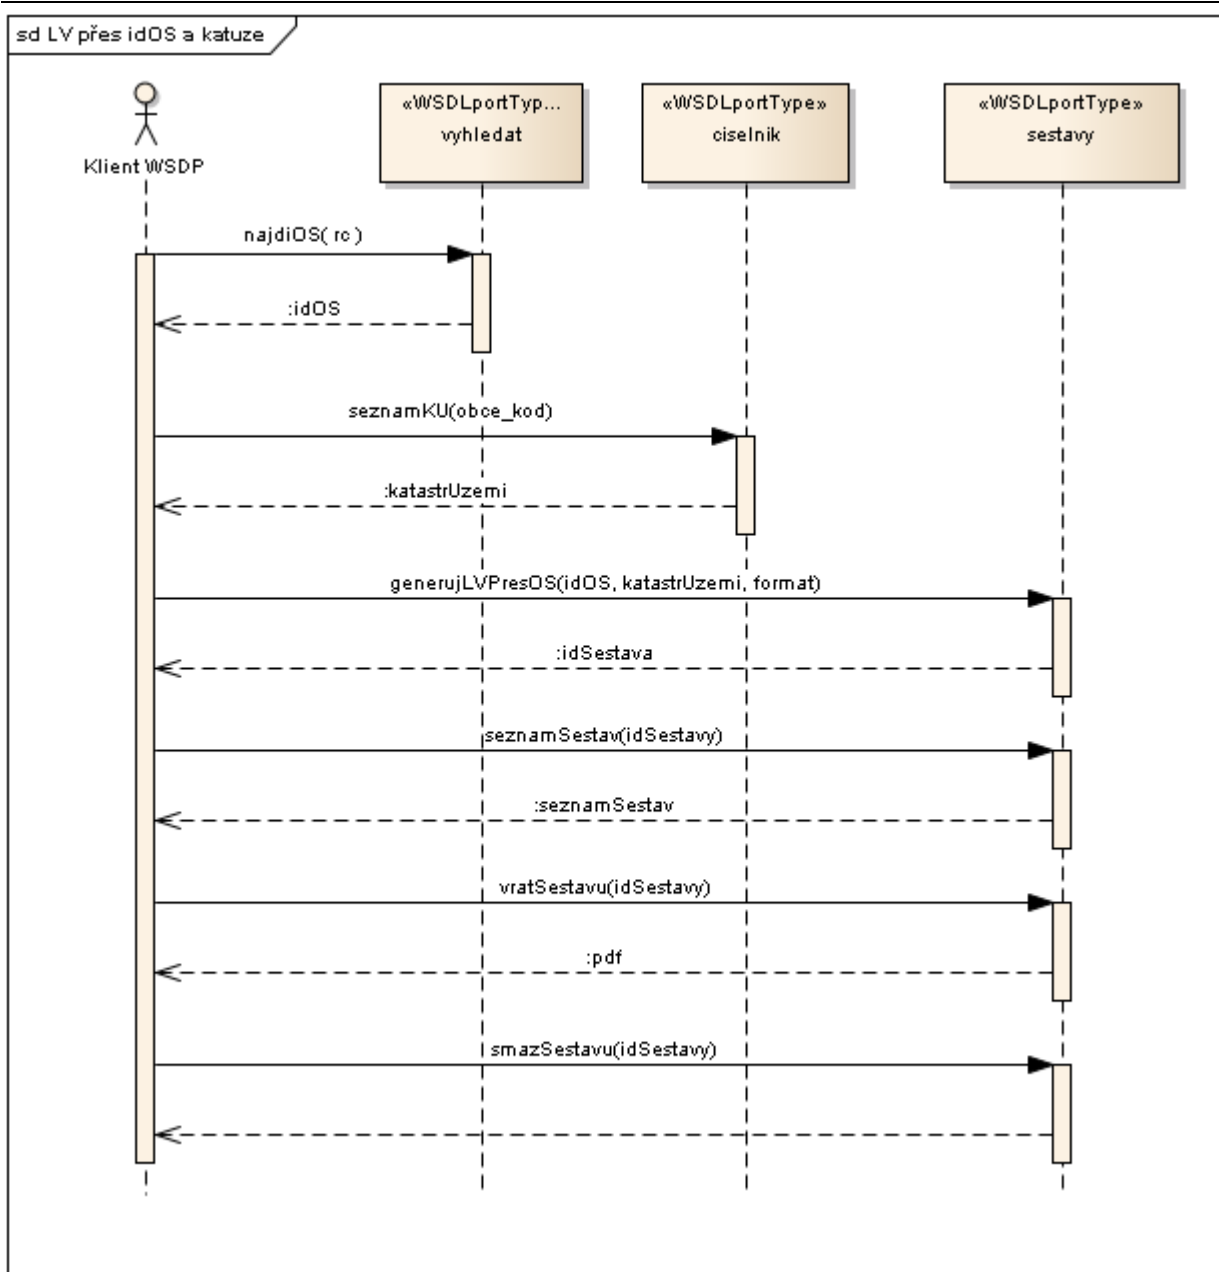 sd LV přes idOS a katuze
«WSDLportTyp...
vyhledat
«WSDLportType»
ciselnik
«WSDLportType»
sestavy
Klient WSDP
najdiOS( rc )
:idOS
seznamKU(obce_kod)
:katastrUzemi
generujLVPresOS(idOS, katastrUzemi, format)
:idSestava
seznamSestav(idSestavy)
:seznamSestav
vratSestavu(idSestavy)
:pdf
smazSestavu(idSestavy)